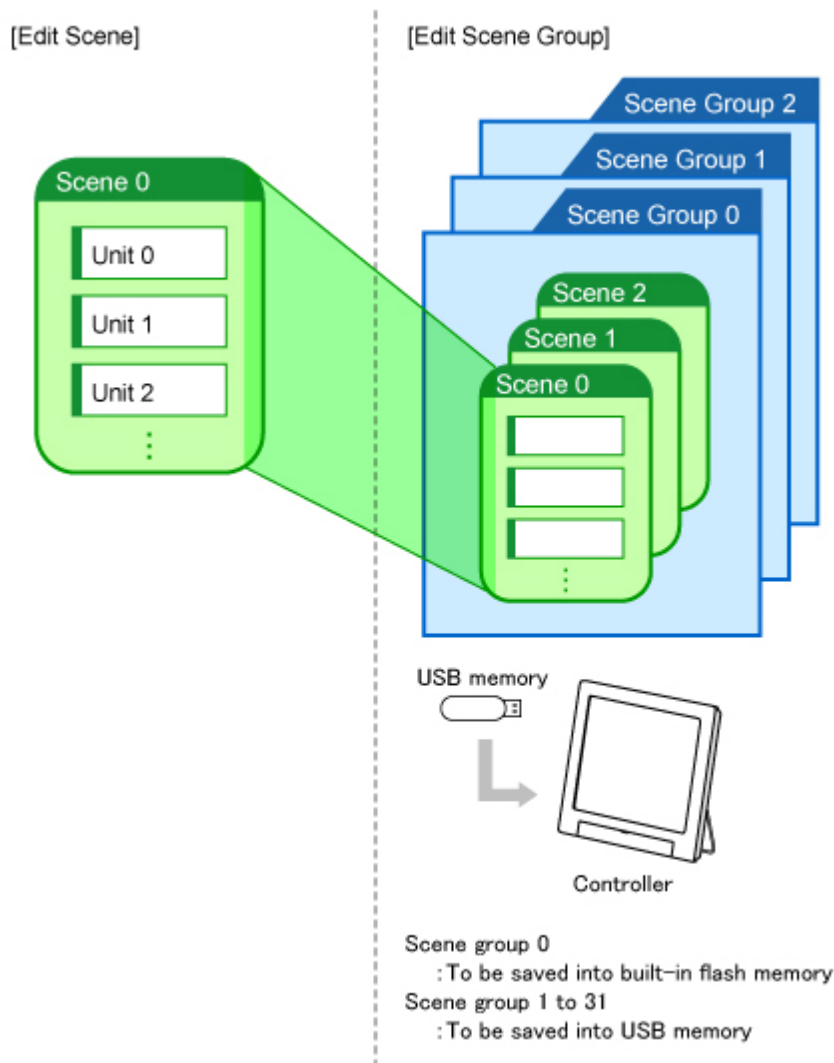 [Edit Scene]
Scene 0
Unit 0
Unit 1
Unit 2
[Edit Scene Group]
Scene Group 2
Scene Group 1
Scene Group 0
Scene 2
Scene 1
Scene 0
USB memory
Controller
Scene group 0
:To be saved into built-in flash memory
Scene group 1 to 31
:To be saved into USB memory